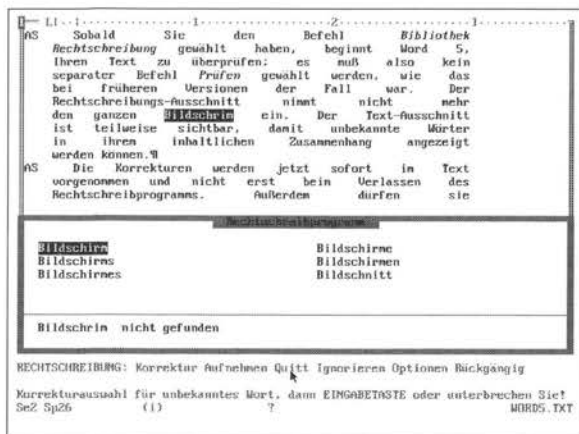 L[··1·········1·········2·········]·········
AS Sobald Sie den Befehl Bibliothek
Rechtschreibung gewählt haben, beginnt Word 5,
Ihren Text zu überprüfen; es muß also kein
separater Befehl Prüfen gewählt werden, wie das
bei früheren Versionen der Fall war. Der
Rechtschreibungs-Ausschnitt nimmt nicht mehr
den ganzen Bildschrim ein. Der Text-Ausschnitt
ist teilweise sichtbar, damit unbekannte Wörter
in ihrem inhaltlichen Zusammenhang angezeigt
werden können.¶
AS Die Korrekturen werden jetzt sofort im Text
vorgenommen und nicht erst beim Verlassen des
Rechtschreibprogramms. Außerdem dürfen sie
Rechtschreibprogramm
Bildschirm Bildschirme
Bildschirms Bildschirmen
Bildschirmes Bildschnitt
Bildschrim nicht gefunden
RECHTSCHREIBUNG: Korrektur Aufnehmen Quitt Ignorieren Optionen Rückgängig
Korrekturauswahl für unbekanntes Wort, dann EINGABETASTE oder unterbrechen Sie!
Se2 Sp26 (i) ? WORD5.TXT